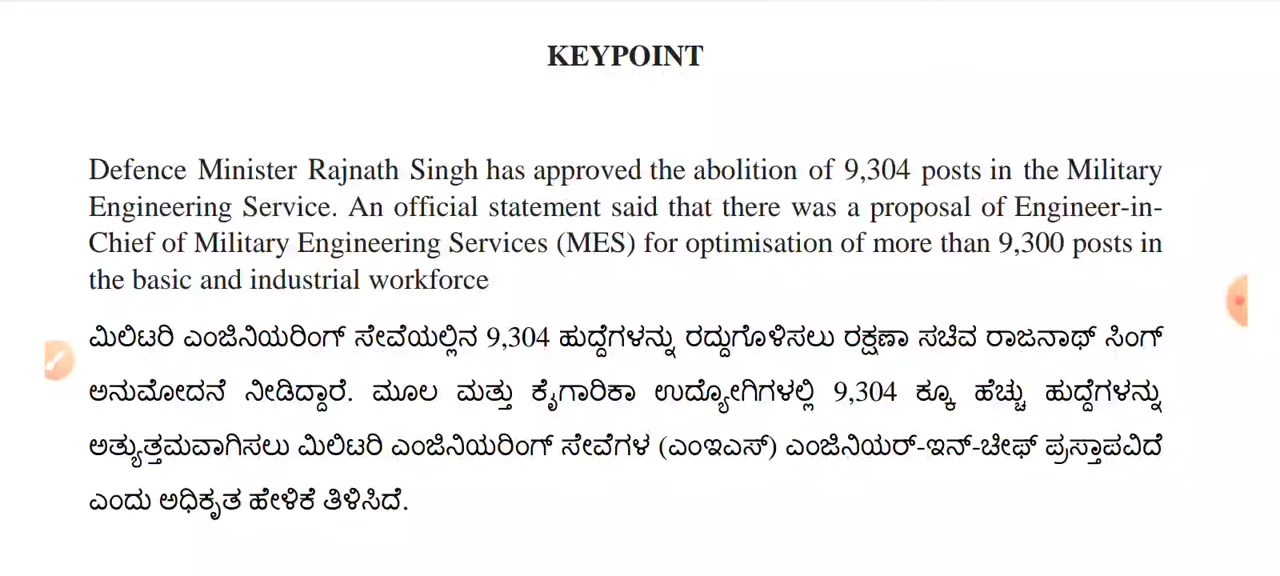 KEYPOINT
Defence Minister Rajnath Singh has approved the abolition of 9,304 posts in the Military
Engineering Service. An official statement said that there was a proposal of Engineer-in-
Chief of Military Engineering Services (MES) for optimisation of more than 9,300 posts in
the basic and industrial workforce
ಮಿಲಿಟರಿ ಎಂಜಿನಿಯರಿಂಗ್ ಸೇವೆಯಲ್ಲಿನ 9,304 ಹುದ್ದೆಗಳನ್ನು ರದ್ದುಗೊಳಿಸಲು ರಕ್ಷಣಾ ಸಚಿವ ರಾಜನಾಥ್ ಸಿಂಗ್
ಅನುಮೋದನೆ ನೀಡಿದ್ದಾರೆ. ಮೂಲ ಮತ್ತು ಕೈಗಾರಿಕಾ ಉದ್ಯೋಗಿಗಳಲ್ಲಿ 9,304 ಕ್ಕೂ ಹೆಚ್ಚು ಹುದ್ದೆಗಳನ್ನು
ಅತ್ಯುತ್ತಮವಾಗಿಸಲು ಮಿಲಿಟರಿ ಎಂಜಿನಿಯರಿಂಗ್ ಸೇವೆಗಳ (ಎಂಇಎಸ್) ಎಂಜಿನಿಯರ್-ಇನ್-ಚೀಫ್ ಪ್ರಸ್ತಾಪವಿದೆ
ಎಂದು ಅಧಿಕೃತ ಹೇಳಿಕೆ ತಿಳಿಸಿದೆ.